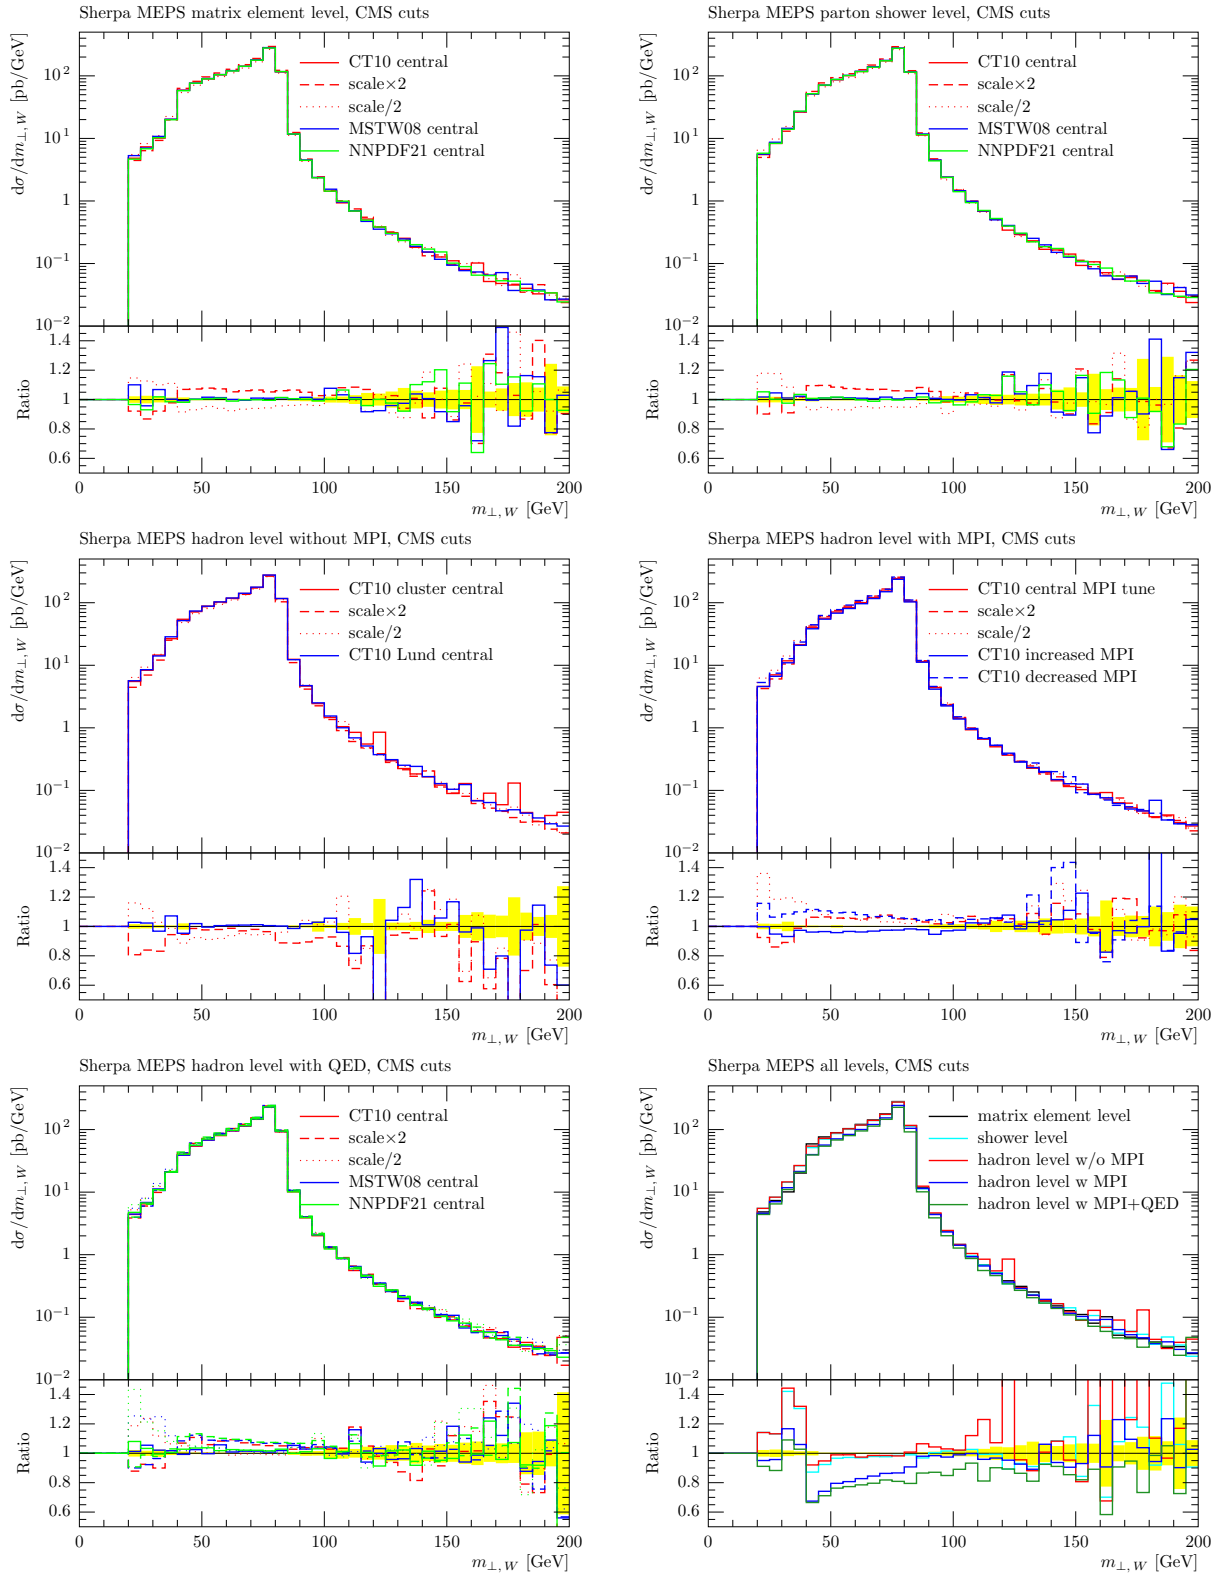 Sherpa MEPS matrix element level, CMS cuts
dσ/dm⊥,W [pb/GeV]
10²
10¹
1
10⁻¹
10⁻²
CT10 central
scale×2
scale/2
MSTW08 central
NNPDF21 central
Ratio
1.4
1.2
1
0.8
0.6
0 50 100 150 200
m⊥,W [GeV]
Sherpa MEPS parton shower level, CMS cuts
dσ/dm⊥,W [pb/GeV]
10²
10¹
1
10⁻¹
10⁻²
CT10 central
scale×2
scale/2
MSTW08 central
NNPDF21 central
Ratio
1.4
1.2
1
0.8
0.6
0 50 100 150 200
m⊥,W [GeV]
Sherpa MEPS hadron level without MPI, CMS cuts
dσ/dm⊥,W [pb/GeV]
10²
10¹
1
10⁻¹
10⁻²
CT10 cluster central
scale×2
scale/2
CT10 Lund central
Ratio
1.4
1.2
1
0.8
0.6
0 50 100 150 200
m⊥,W [GeV]
Sherpa MEPS hadron level with MPI, CMS cuts
dσ/dm⊥,W [pb/GeV]
10²
10¹
1
10⁻¹
10⁻²
CT10 central MPI tune
scale×2
scale/2
CT10 increased MPI
CT10 decreased MPI
Ratio
1.4
1.2
1
0.8
0.6
0 50 100 150 200
m⊥,W [GeV]
Sherpa MEPS hadron level with QED, CMS cuts
dσ/dm⊥,W [pb/GeV]
10²
10¹
1
10⁻¹
10⁻²
CT10 central
scale×2
scale/2
MSTW08 central
NNPDF21 central
Ratio
1.4
1.2
1
0.8
0.6
0 50 100 150 200
m⊥,W [GeV]
Sherpa MEPS all levels, CMS cuts
dσ/dm⊥,W [pb/GeV]
10²
10¹
1
10⁻¹
10⁻²
matrix element level
shower level
hadron level w/o MPI
hadron level w MPI
hadron level w MPI+QED
Ratio
1.4
1.2
1
0.8
0.6
0 50 100 150 200
m⊥,W [GeV]